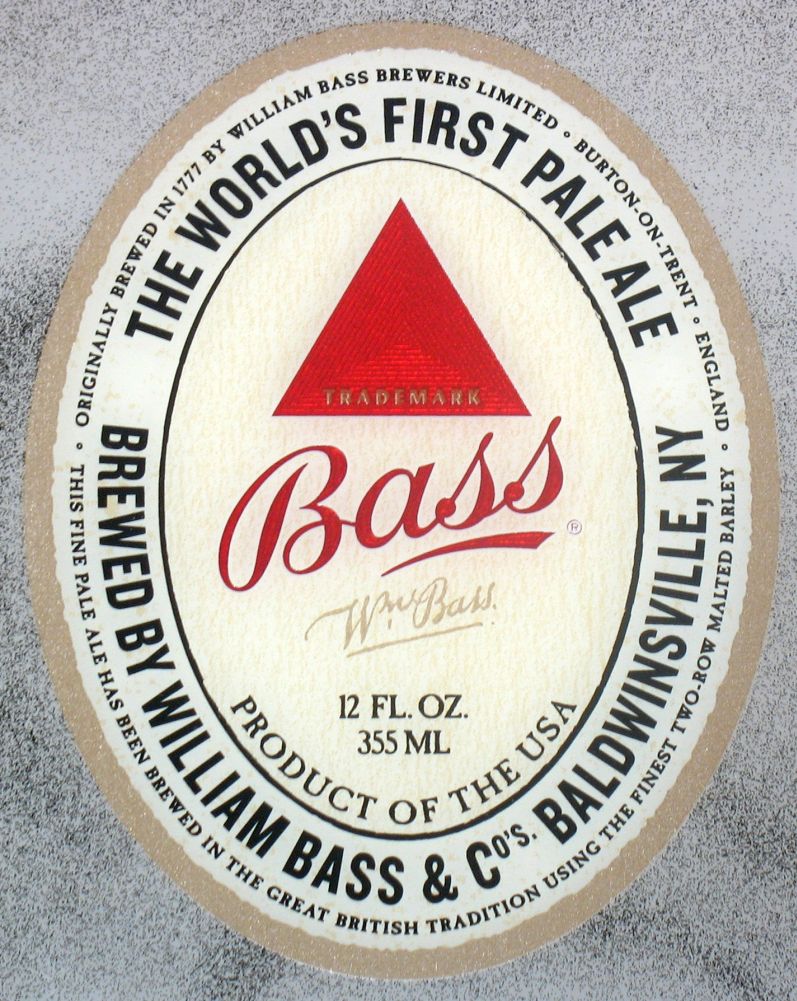 ORIGINALLY BREWED IN 1777 BY WILLIAM BASS BREWERS LIMITED ∘ BURTON-ON-TRENT ∘ ENGLAND ∘
THIS FINE PALE ALE HAS BEEN BREWED IN THE GREAT BRITISH TRADITION USING THE FINEST TWO-ROW MALTED BARLEY ∘
THE WORLD'S FIRST PALE ALE
BREWED BY WILLIAM BASS & CO'S. BALDWINSVILLE, NY
TRADEMARK
Bass ®
Wm Bass.
12 FL. OZ.
355 ML
PRODUCT OF THE USA